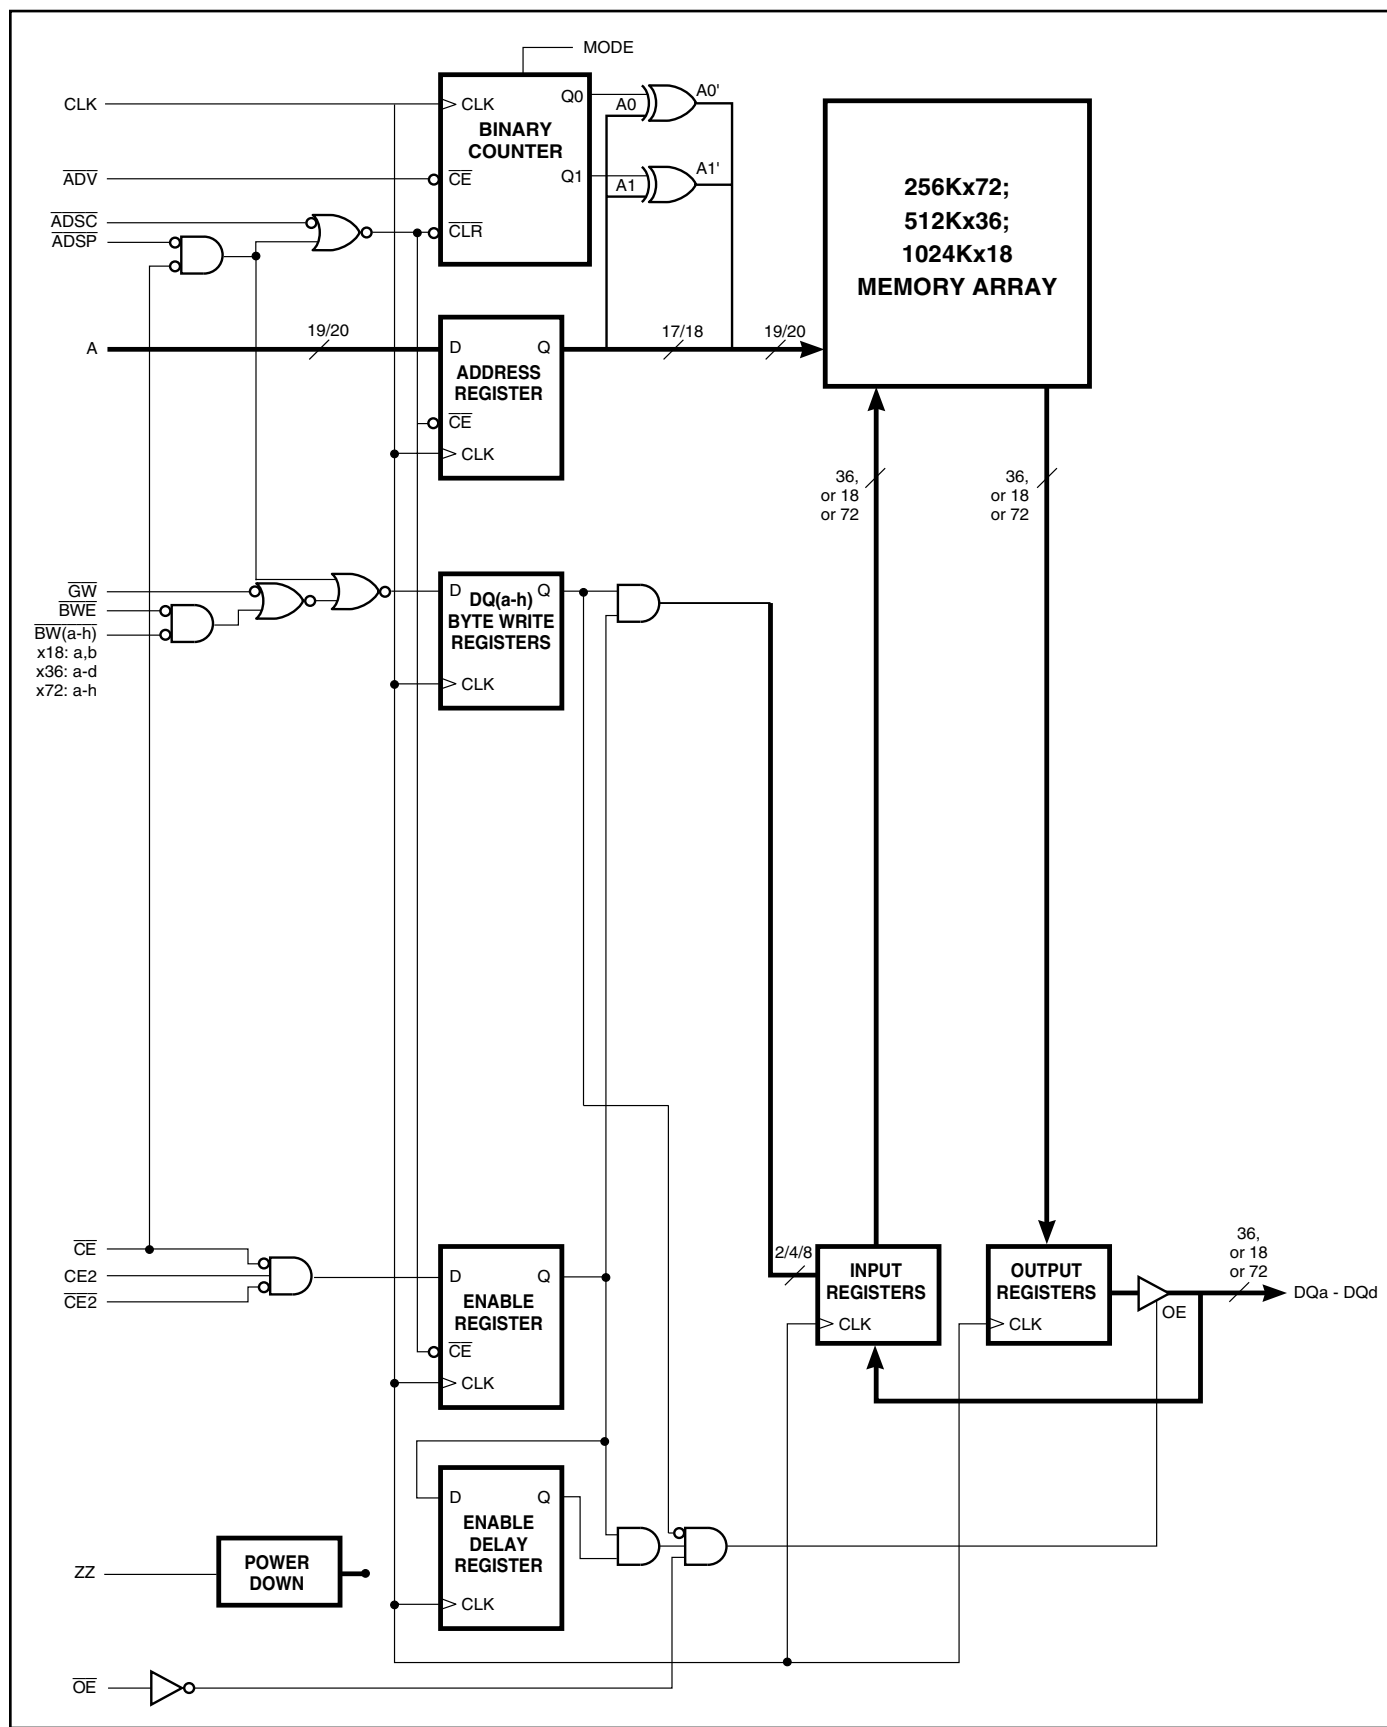 MODE
CLK
CLK
Q0
A0
A0'
BINARY
COUNTER
ADV
CE
Q1
A1
A1'
ADSC
ADSP
CLR
256Kx72;
512Kx36;
1024Kx18
MEMORY ARRAY
A
19/20
D
Q
17/18
19/20
ADDRESS
REGISTER
CE
CLK
36,
or 18
or 72
36,
or 18
or 72
GW
BWE
BW(a-h)
x18: a,b
x36: a-d
x72: a-h
D
Q
DQ(a-h)
BYTE WRITE
REGISTERS
CLK
CE
CE2
CE2
D
Q
ENABLE
REGISTER
CE
CLK
2/4/8
INPUT
REGISTERS
CLK
OUTPUT
REGISTERS
CLK
OE
36,
or 18
or 72
DQa - DQd
D
Q
ENABLE
DELAY
REGISTER
CLK
ZZ
POWER
DOWN
OE